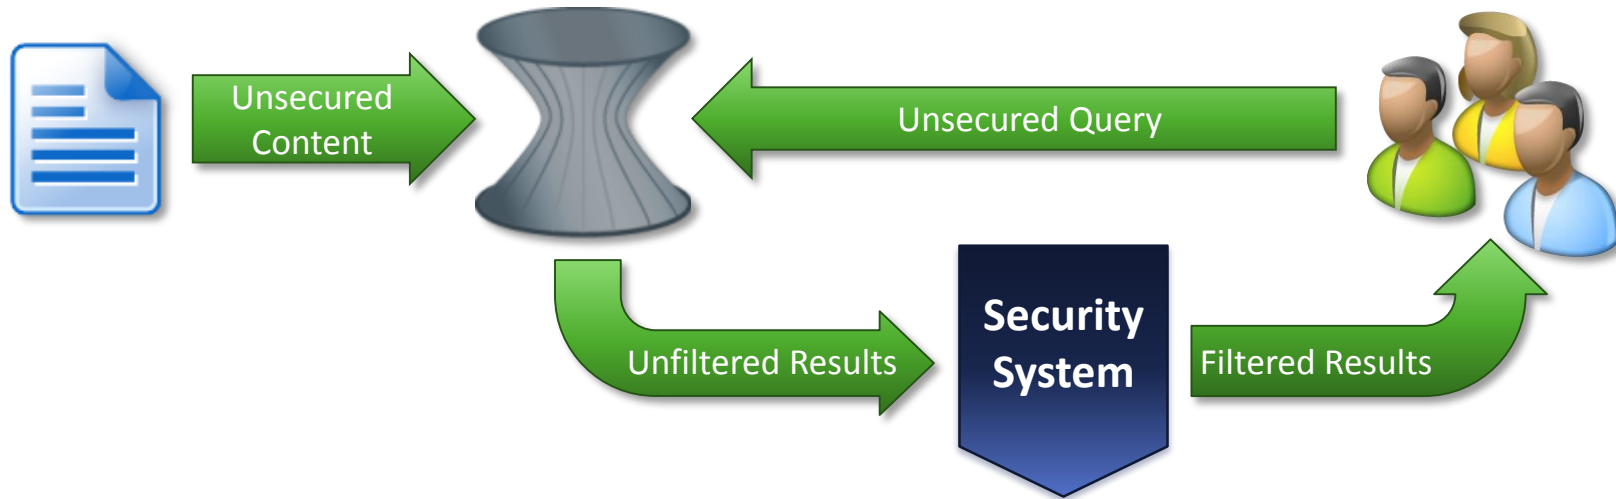 Unsecured
Content
Unsecured Query
Security
System
Unfiltered Results
Filtered Results